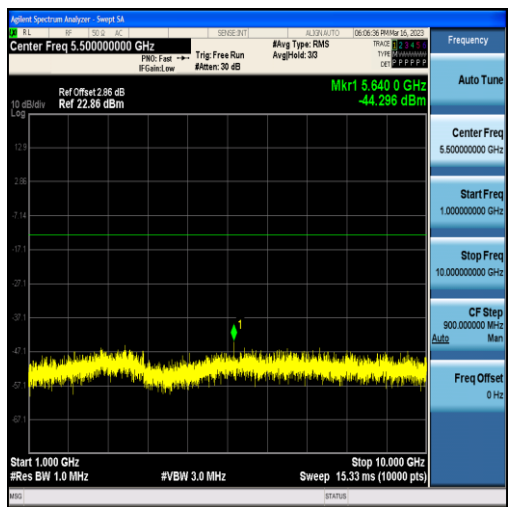 Agilent Spectrum Analyzer - Swept SA
RL RF 50 Ω AC SENSE:INT ALIGN AUTO 06:06:36 PM Mar 16, 2023
Center Freq 5.500000000 GHz #Avg Type: RMS TRACE 1 2 3 4 5 6 Frequency
PNO: Fast Trig: Free Run Avg|Hold: 3/3 TYPE
IFGain:Low #Atten: 30 dB DET P P P P P P
Auto Tune
Mkr1 5.640 0 GHz
Ref Offset 2.86 dB
10 dB/div Ref 22.86 dBm -44.296 dBm
Log
Center Freq
5.500000000 GHz
12.9
2.86
Start Freq
1.000000000 GHz
-7.14
-17.1
Stop Freq
10.000000000 GHz
-27.1
-37.1
1
CF Step
900.000000 MHz
Auto Man
-47.1
-57.1
Freq Offset
0 Hz
-67.1
Start 1.000 GHz Stop 10.000 GHz
#Res BW 1.0 MHz #VBW 3.0 MHz Sweep 15.33 ms (10000 pts)
MSG STATUS